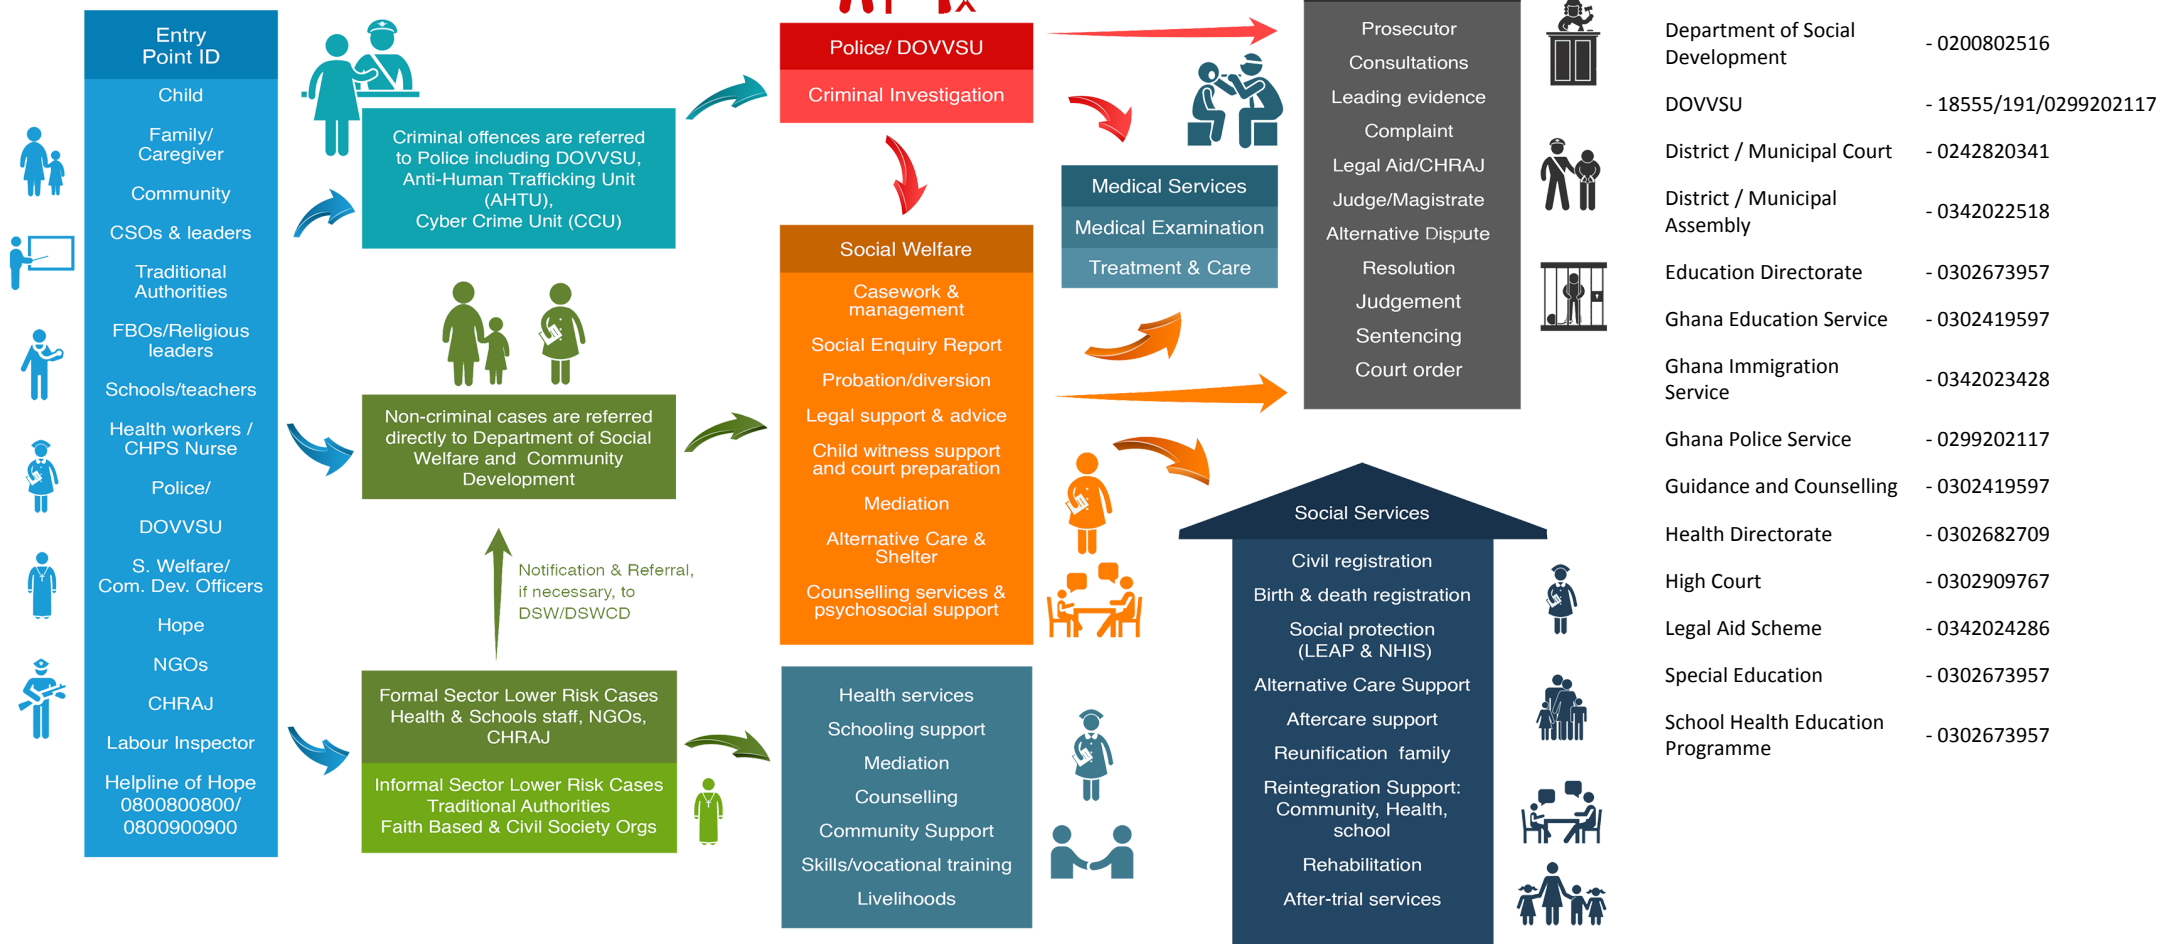 Entry
Point ID
Child
Family/
Caregiver
Community
CSOs & leaders
Traditional
Authorities
FBOs/Religious
leaders
Schools/teachers
Health workers /
CHPS Nurse
Police/
DOVVSU
S. Welfare/
Com. Dev. Officers
Hope
NGOs
CHRAJ
Labour Inspector
Helpline of Hope
0800800800/
0800900900
Criminal offences are referred
to Police including DOVVSU,
Anti-Human Trafficking Unit
(AHTU),
Cyber Crime Unit (CCU)
Non-criminal cases are referred
directly to Department of Social
Welfare and Community
Development
Notification & Referral,
if necessary, to
DSW/DSWCD
Formal Sector Lower Risk Cases
Health & Schools staff, NGOs,
CHRAJ
Informal Sector Lower Risk Cases
Traditional Authorities
Faith Based & Civil Society Orgs
Police/ DOVVSU
Criminal Investigation
Social Welfare
Casework &
management
Social Enquiry Report
Probation/diversion
Legal support & advice
Child witness support
and court preparation
Mediation
Alternative Care &
Shelter
Counselling services &
psychosocial support
Health services
Schooling support
Mediation
Counselling
Community Support
Skills/vocational training
Livelihoods
Medical Services
Medical Examination
Treatment & Care
Prosecutor
Consultations
Leading evidence
Complaint
Legal Aid/CHRAJ
Judge/Magistrate
Alternative Dispute
Resolution
Judgement
Sentencing
Court order
Social Services
Civil registration
Birth & death registration
Social protection
(LEAP & NHIS)
Alternative Care Support
Aftercare support
Reunification family
Reintegration Support:
Community, Health,
school
Rehabilitation
After-trial services
Department of Social
Development - 0200802516
DOVVSU - 18555/191/0299202117
District / Municipal Court - 0242820341
District / Municipal
Assembly - 0342022518
Education Directorate - 0302673957
Ghana Education Service - 0302419597
Ghana Immigration
Service - 0342023428
Ghana Police Service - 0299202117
Guidance and Counselling - 0302419597
Health Directorate - 0302682709
High Court - 0302909767
Legal Aid Scheme - 0342024286
Special Education - 0302673957
School Health Education
Programme - 0302673957